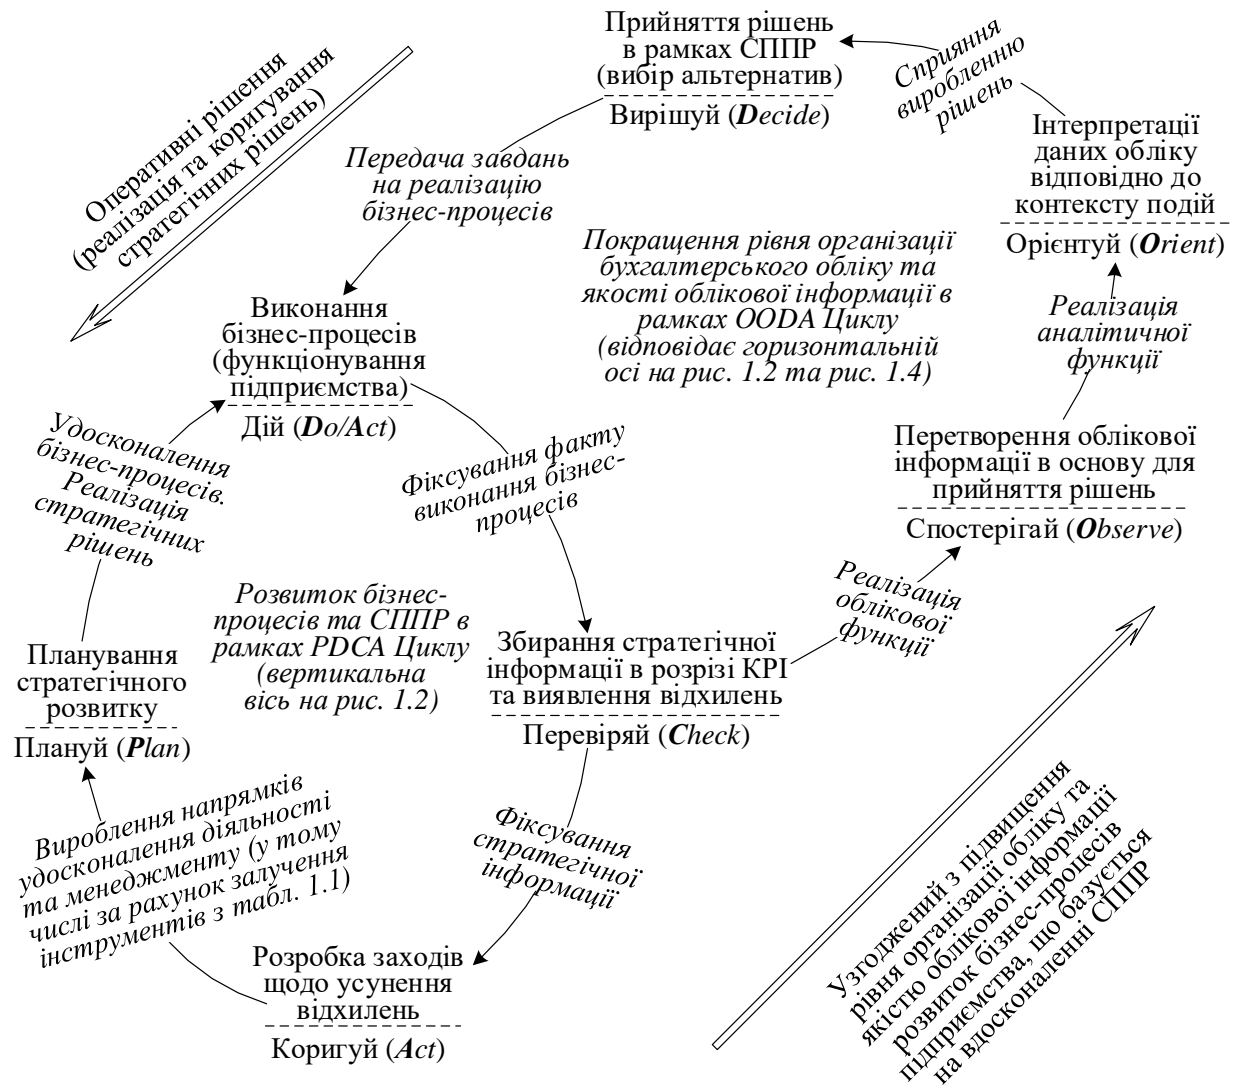 Прийняття рішень
в рамках СППР
(вибір альтернатив)
Вирішуй (Decide)
Сприяння
виробленню
рішень
Оперативні рішення
(реалізація та коригування
стратегічних рішень)
Інтерпретації
даних обліку
відповідно до
контексту подій
Орієнтуй (Orient)
Передача завдань
на реалізацію
бізнес-процесів
Покращення рівня організації
бухгалтерського обліку та
якості облікової інформації в
рамках OODA Циклу
(відповідає горизонтальній
осі на рис. 1.2 та рис. 1.4)
Реалізація
аналітичної
функції
Виконання
бізнес-процесів
(функціонування
підприємства)
Дій (Do/Act)
Удосконалення
бізнес-процесів.
Реалізація
стратегічних
рішень
Фіксування факту
виконання бізнес-
процесів
Перетворення облікової
інформації в основу для
прийняття рішень
Спостерігай (Observe)
Реалізація
облікової
функції
Розвиток бізнес-
процесів та СППР в
рамках PDCA Циклу
(вертикальна
вісь на рис. 1.2)
Збирання стратегічної
інформації в розрізі KPI
та виявлення відхилень
Перевіряй (Check)
Планування
стратегічного
розвитку
Плануй (Plan)
Вироблення напрямків
удосконалення діяльності
та менеджменту (у тому
числі за рахунок залучення
інструментів з табл. 1.1)
Фіксування
стратегічної
інформації
Узгоджений з підвищення
рівня організації обліку та
якістю облікової інформації
розвиток бізнес-процесів
підприємства, що базується
на вдосконаленні СППР
Розробка заходів
щодо усунення
відхилень
Коригуй (Act)